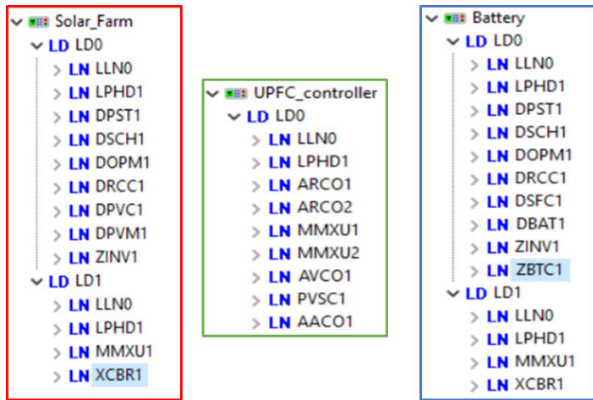 Solar_Farm
LD LD0
LN LLN0
LN LPHD1
LN DPST1
LN DSCH1
LN DOPM1
LN DRCC1
LN DPVC1
LN DPVM1
LN ZINV1
LD LD1
LN LLN0
LN LPHD1
LN MMXU1
LN XCBR1
UPFC_controller
LD LD0
LN LLN0
LN LPHD1
LN ARCO1
LN ARCO2
LN MMXU1
LN MMXU2
LN AVCO1
LN PVSC1
LN AACO1
Battery
LD LD0
LN LLN0
LN LPHD1
LN DPST1
LN DSCH1
LN DOPM1
LN DRCC1
LN DSFC1
LN DBAT1
LN ZINV1
LN ZBTC1
LD LD1
LN LLN0
LN LPHD1
LN MMXU1
LN XCBR1